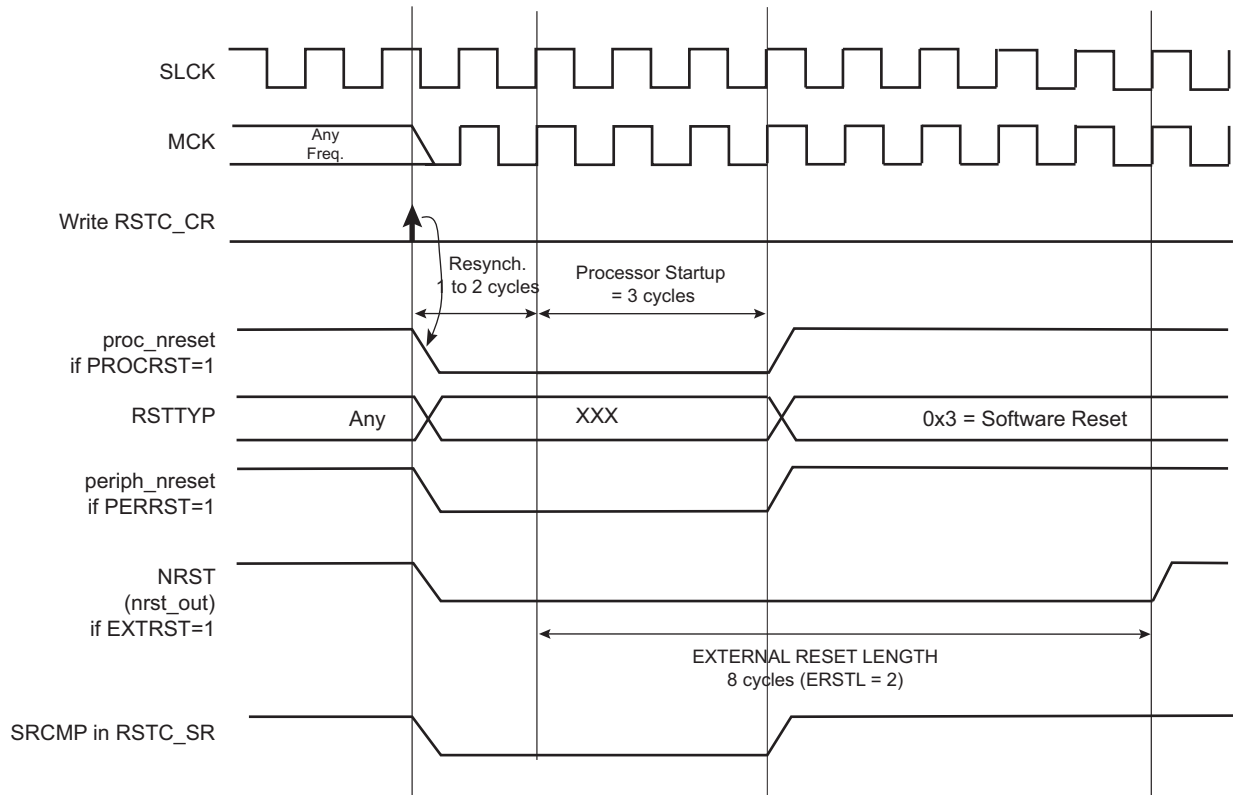 SLCK
MCK
Any
Freq.
Write RSTC_CR
Resynch.
1 to 2 cycles
Processor Startup
= 3 cycles
proc_nreset
if PROCRST=1
RSTTYP
Any
XXX
0x3 = Software Reset
periph_nreset
if PERRST=1
NRST
(nrst_out)
if EXTRST=1
EXTERNAL RESET LENGTH
8 cycles (ERSTL = 2)
SRCMP in RSTC_SR